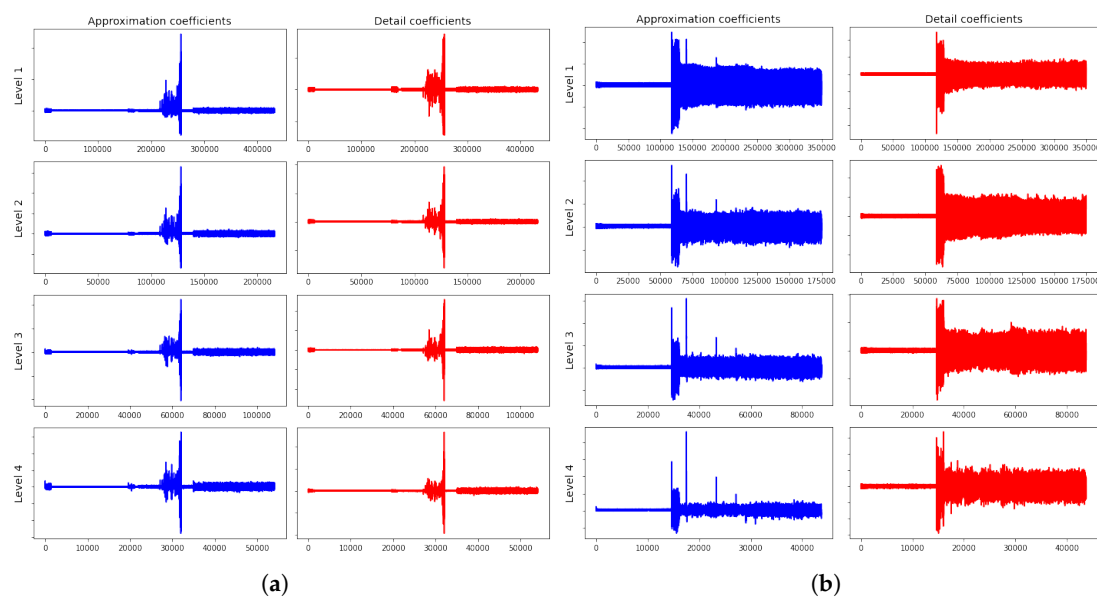 Approximation coefficients
Detail coefficients
Approximation coefficients
Detail coefficients
Level 1
0 100000 200000 300000 400000
0 100000 200000 300000 400000
Level 1
0 50000 100000 150000 200000 250000 300000 350000
0 50000 100000 150000 200000 250000 300000 350000
Level 2
0 50000 100000 150000 200000
0 50000 100000 150000 200000
Level 2
0 25000 50000 75000 100000 125000 150000 175000
0 25000 50000 75000 100000 125000 150000 175000
Level 3
0 20000 40000 60000 80000 100000
0 20000 40000 60000 80000 100000
Level 3
0 20000 40000 60000 80000
0 20000 40000 60000 80000
Level 4
0 10000 20000 30000 40000 50000
0 10000 20000 30000 40000 50000
Level 4
0 10000 20000 30000 40000
0 10000 20000 30000 40000
(a)
(b)